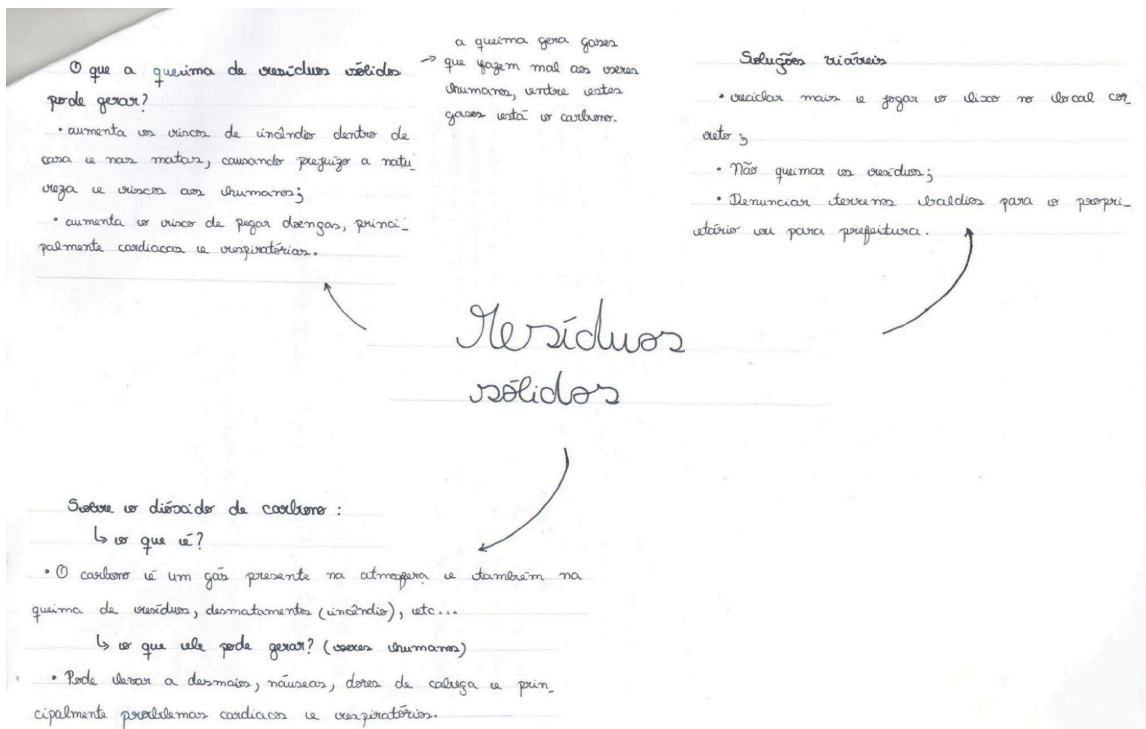 O que a queima de resíduos sólidos
pode gerar?
• aumenta os riscos de incêndio dentro de
casa e nas matas, causando prejuízo a natu_
reza e riscos aos humanos;
• aumenta o risco de pegar doenças, princi_
palmente cardiacas e respiratórias.
→ a queima gera gases
que fazem mal aos seres
humanos, entre estes
gases está o carbono.
Soluções viáveis
• reciclar mais e jogar o lixo no local cor_
reto;
• Não queimar os resíduos;
• Denunciar terrenos baldios para o propri_
etário ou para prefeitura.
Resíduos
sólidos
Sobre o dióxido de carbono:
↳ o que é?
• O carbono é um gás presente na atmosfera e também na
queima de resíduos, desmatamentos (incêndio), etc...
↳ o que ele pode gerar? (seres humanos)
• Pode levar a desmaios, náuseas, dores de cabeça e prin_
cipalmente problemas cardiacos e respiratórios.